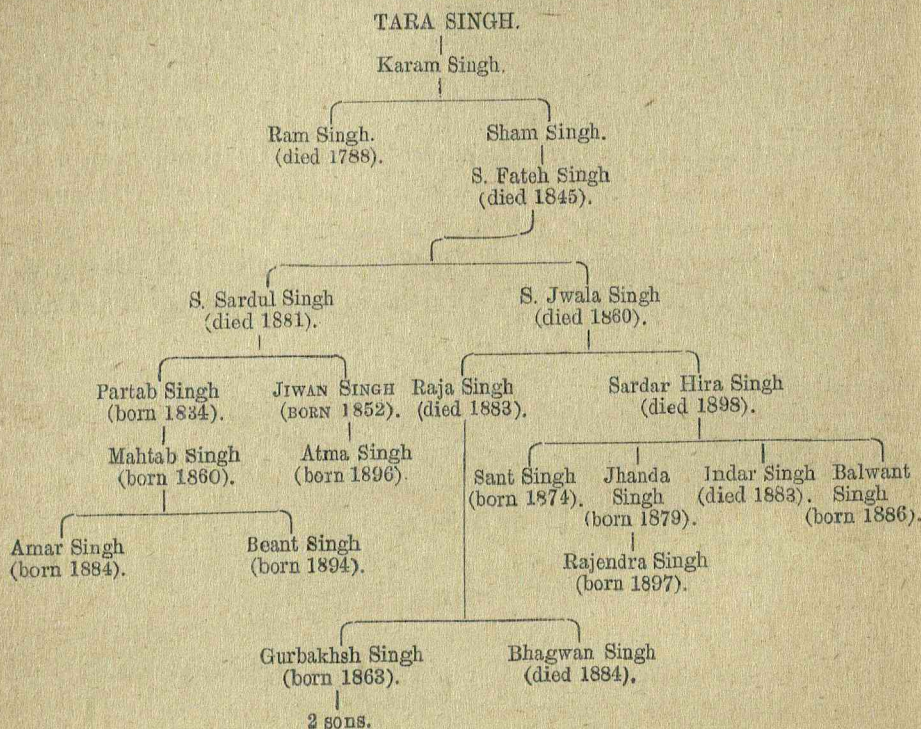 TARA SINGH.
Karam Singh.
Ram Singh.
(died 1788).
Sham Singh.
S. Fateh Singh
(died 1845).
S. Sardul Singh
(died 1881).
S. Jwala Singh
(died 1860).
Partab Singh
(born 1834).
JIWAN SINGH
(BORN 1852).
Raja Singh
(died 1883).
Sardar Hira Singh
(died 1898).
Mahtab Singh
(born 1860).
Atma Singh
(born 1896)
Sant Singh
(born 1874).
Jhanda
Singh
(born 1879).
Indar Singh
(died 1883).
Balwant
Singh
(born 1886).
Amar Singh
(born 1884).
Beant Singh
(born 1894).
Rajendra Singh
(born 1897).
Gurbakhsh Singh
(born 1863).
Bhagwan Singh
(died 1884).
2 sons.